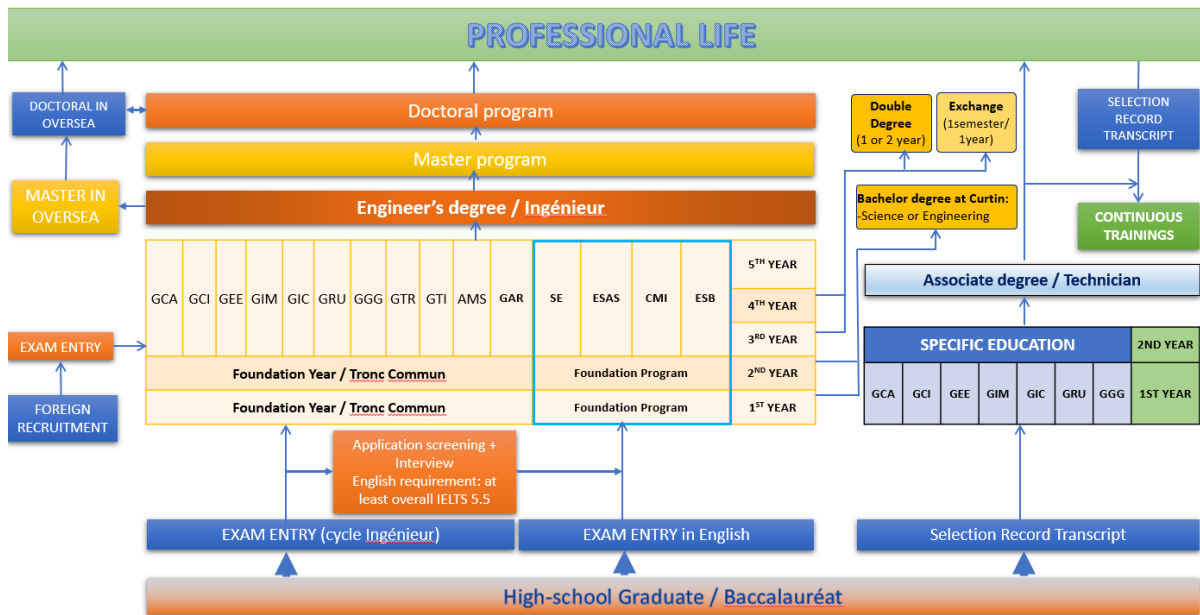 PROFESSIONAL LIFE
DOCTORAL IN
OVERSEA
Doctoral program
Double
Degree
(1 or 2 year)
Exchange
(1semester/
1year)
SELECTION
RECORD
TRANSCRIPT
Master program
MASTER IN
OVERSEA
Engineer's degree / Ingénieur
Bachelor degree at Curtin:
-Science or Engineering
CONTINUOUS
TRAININGS
GCA
GCI
GEE
GIM
GIC
GRU
GGG
GTR
GTI
AMS
GAR
SE
ESAS
CMI
ESB
5TH YEAR
4TH YEAR
3RD YEAR
Associate degree / Technician
EXAM ENTRY
SPECIFIC EDUCATION
2ND YEAR
Foundation Year / Tronc Commun
Foundation Program
2ND YEAR
Foundation Year / Tronc Commun
Foundation Program
1ST YEAR
GCA
GCI
GEE
GIM
GIC
GRU
GGG
1ST YEAR
FOREIGN
RECRUITMENT
Application screening +
Interview
English requirement: at
least overall IELTS 5.5
EXAM ENTRY (cycle Ingénieur)
EXAM ENTRY in English
Selection Record Transcript
High-school Graduate / Baccalauréat